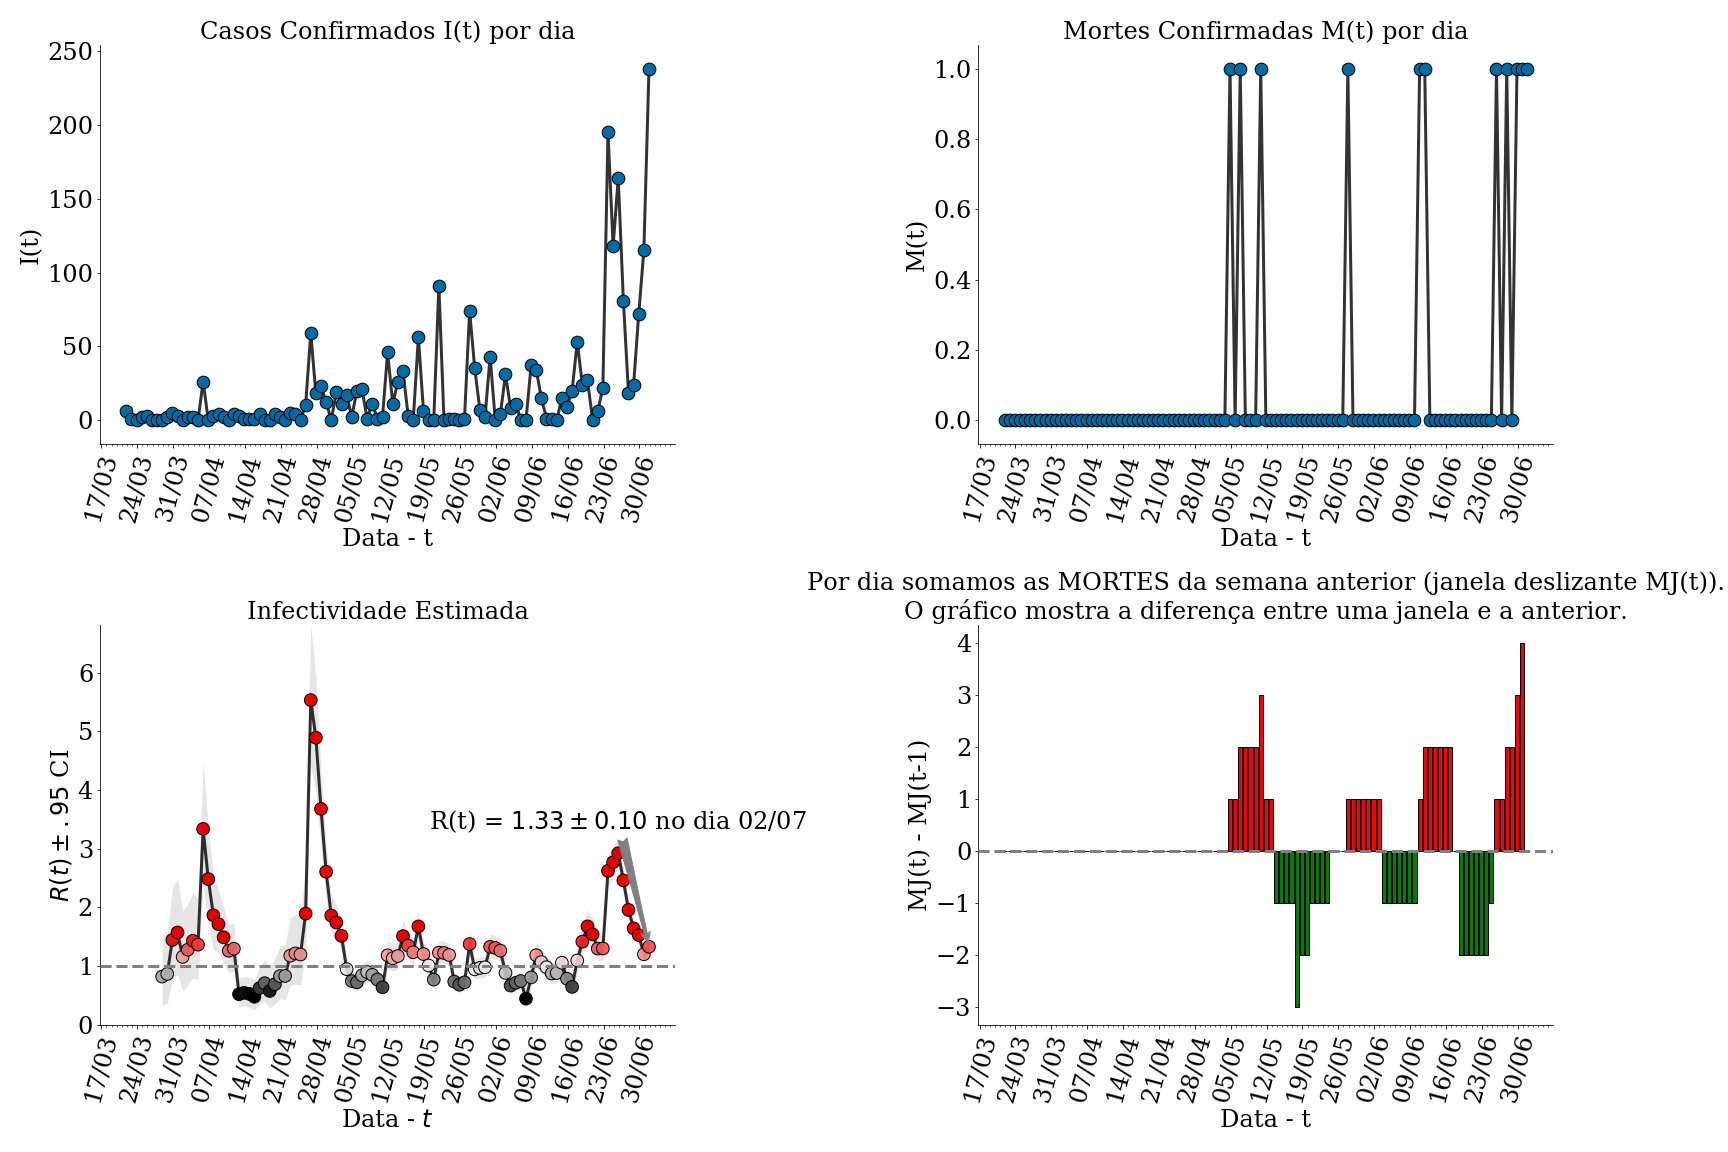 Casos Confirmados I(t) por dia
250
200
150
100
50
0
I(t)
17/03 24/03 31/03 07/04 14/04 21/04 28/04 05/05 12/05 19/05 26/05 02/06 09/06 16/06 23/06 30/06
Data - t
Mortes Confirmadas M(t) por dia
1.0
0.8
0.6
0.4
0.2
0.0
M(t)
17/03 24/03 31/03 07/04 14/04 21/04 28/04 05/05 12/05 19/05 26/05 02/06 09/06 16/06 23/06 30/06
Data - t
Infectividade Estimada
6
5
4
3
2
1
0
R(t) ± .95 CI
R(t) = 1.33 ± 0.10 no dia 02/07
17/03 24/03 31/03 07/04 14/04 21/04 28/04 05/05 12/05 19/05 26/05 02/06 09/06 16/06 23/06 30/06
Data - t
Por dia somamos as MORTES da semana anterior (janela deslizante MJ(t)).
O gráfico mostra a diferença entre uma janela e a anterior.
4
3
2
1
0
−1
−2
−3
MJ(t) - MJ(t-1)
17/03 24/03 31/03 07/04 14/04 21/04 28/04 05/05 12/05 19/05 26/05 02/06 09/06 16/06 23/06 30/06
Data - t